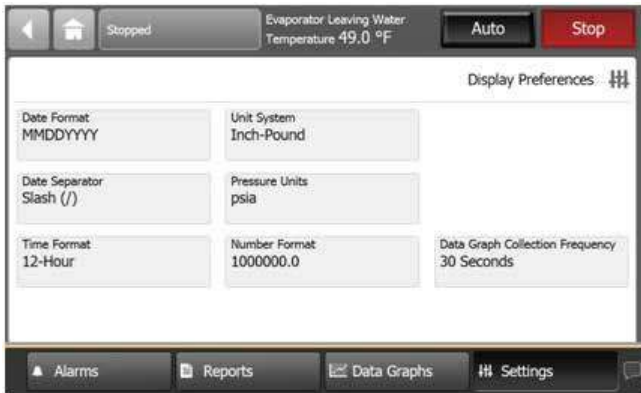 Stopped
Evaporator Leaving Water
Temperature 49.0 °F
Auto
Stop
Display Preferences
Date Format
MMDDYYYY
Unit System
Inch-Pound
Date Separator
Slash (/)
Pressure Units
psia
Time Format
12-Hour
Number Format
1000000.0
Data Graph Collection Frequency
30 Seconds
Alarms
Reports
Data Graphs
Settings